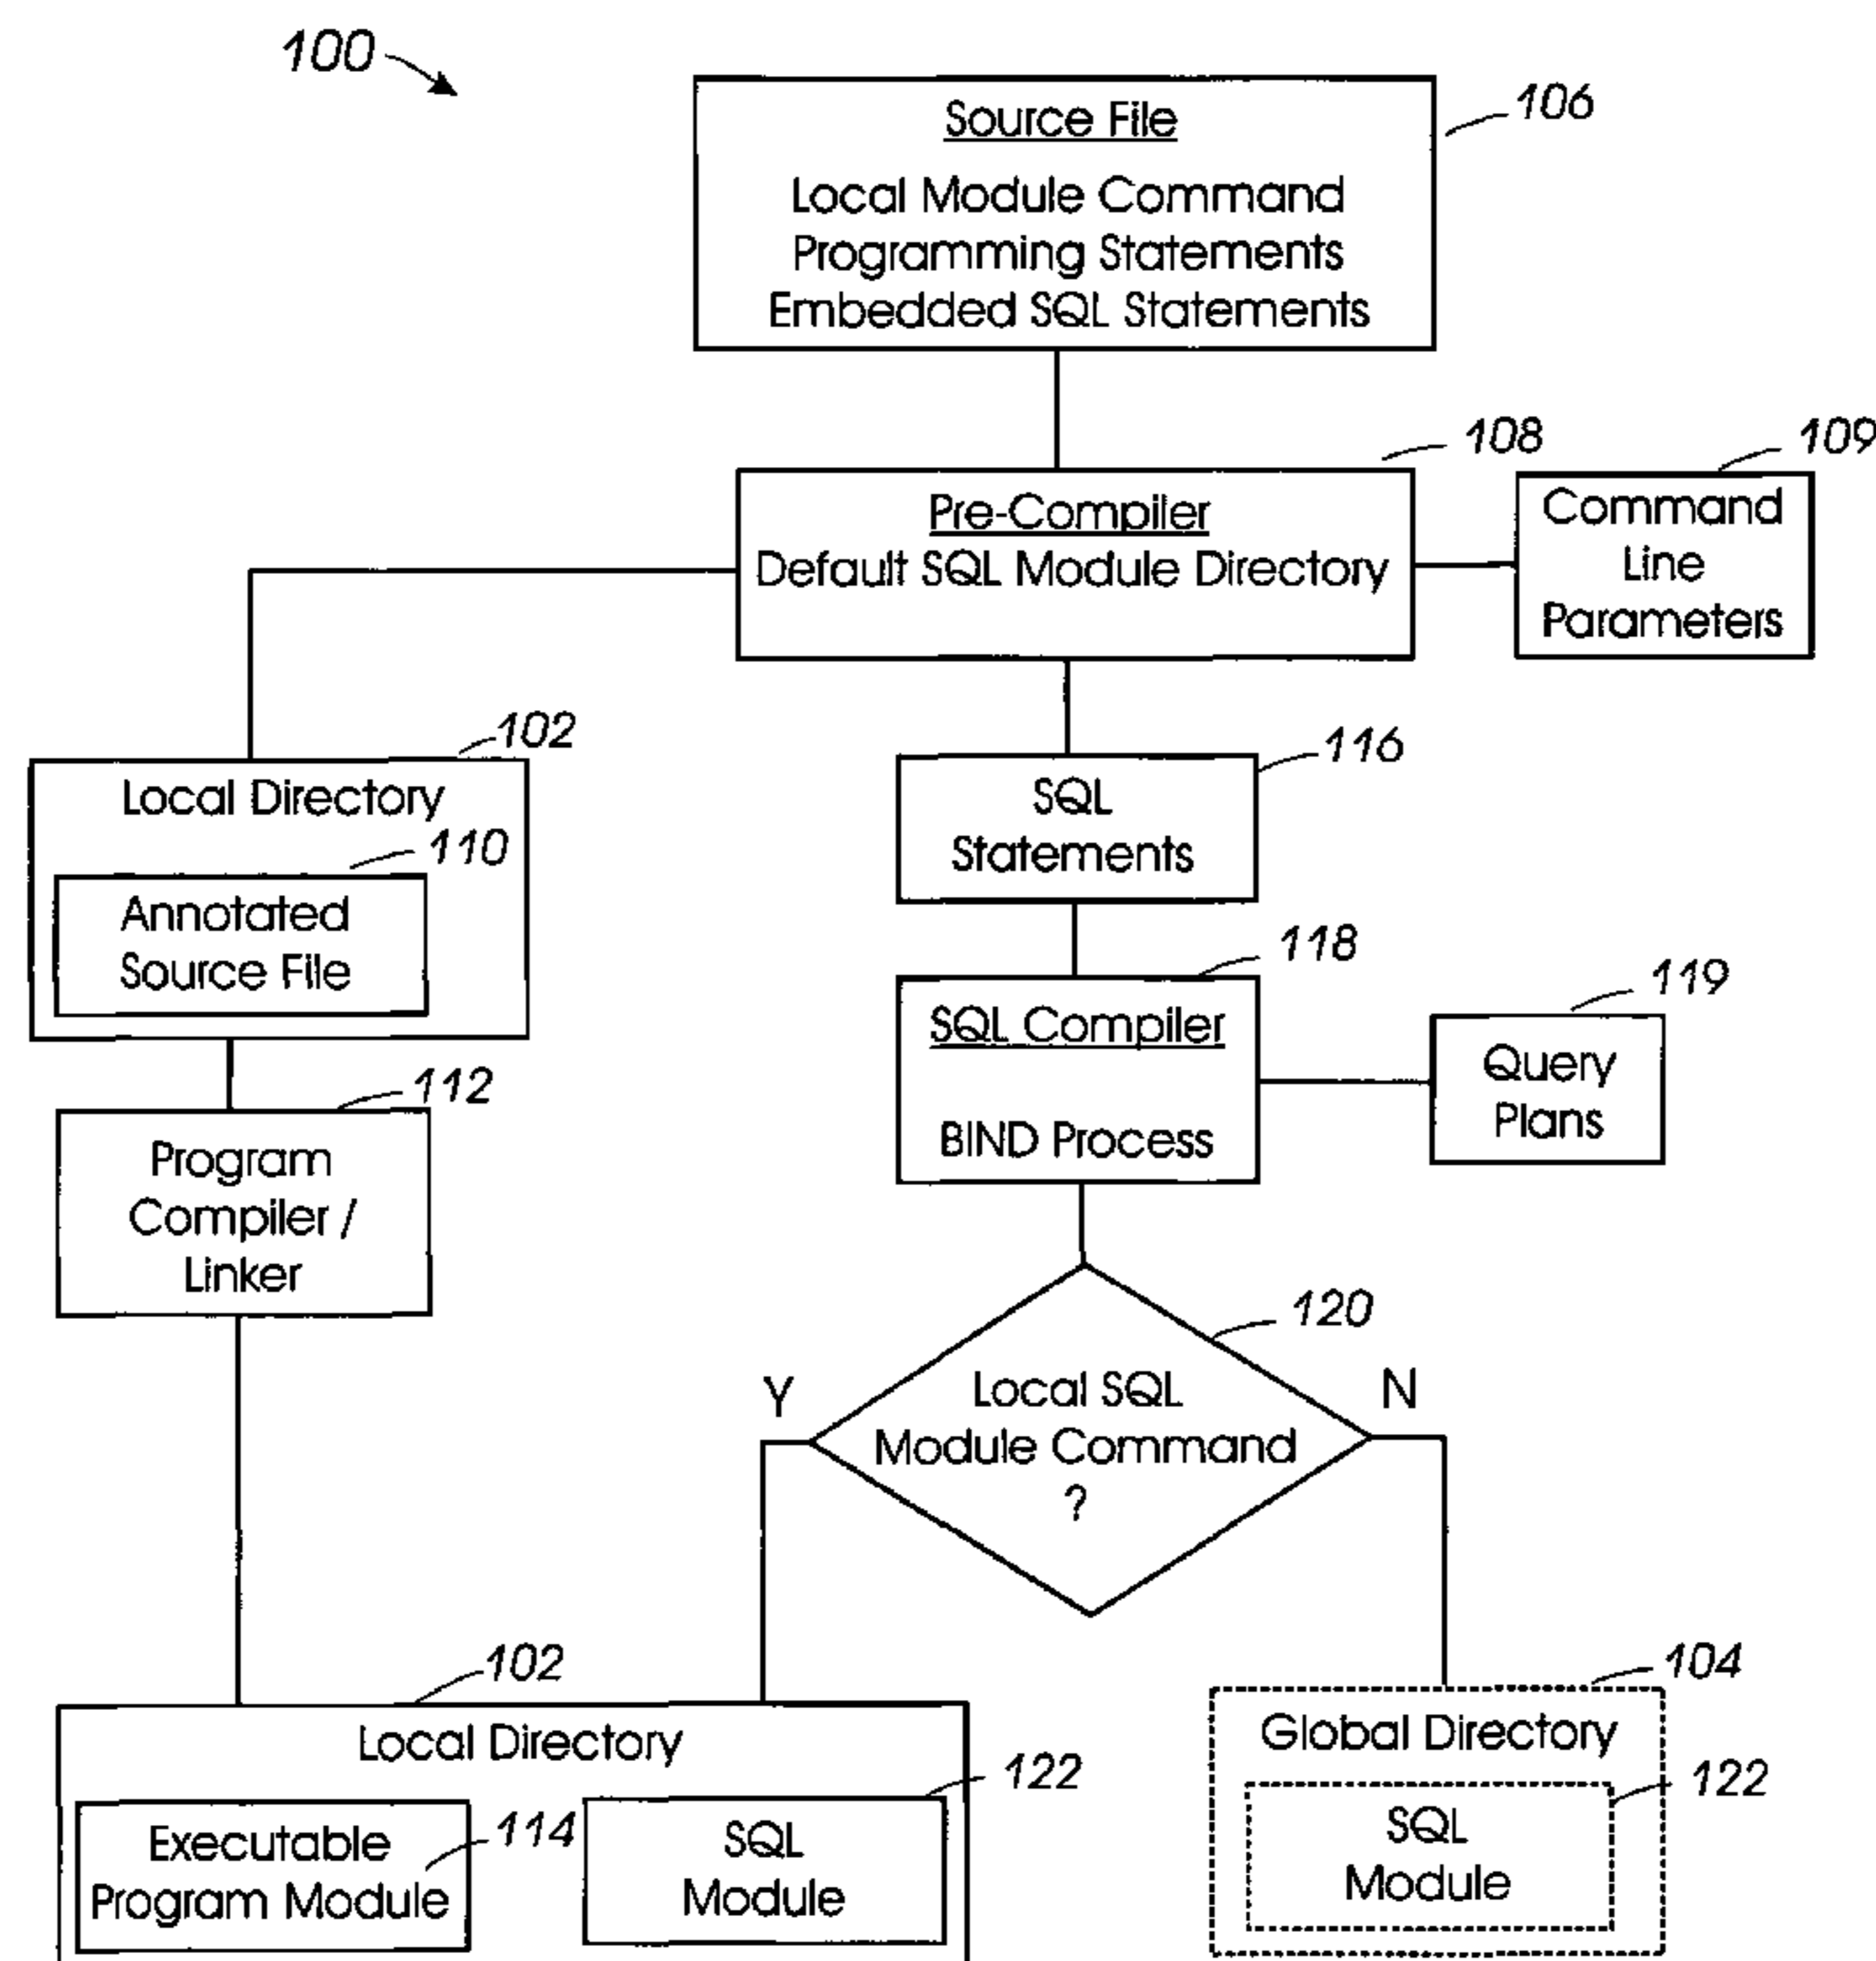 100
106
Source File
Local Module Command
Programming Statements
Embedded SQL Statements
108
109
Pre-Compiler
Default SQL Module Directory
Command
Line
Parameters
102
Local Directory
110
Annotated
Source File
116
SQL
Statements
118
SQL Compiler
BIND Process
119
Query
Plans
112
Program
Compiler /
Linker
120
Local SQL
Module Command
?
Y
N
102
Local Directory
114
Executable
Program Module
122
SQL
Module
104
Global Directory
122
SQL
Module